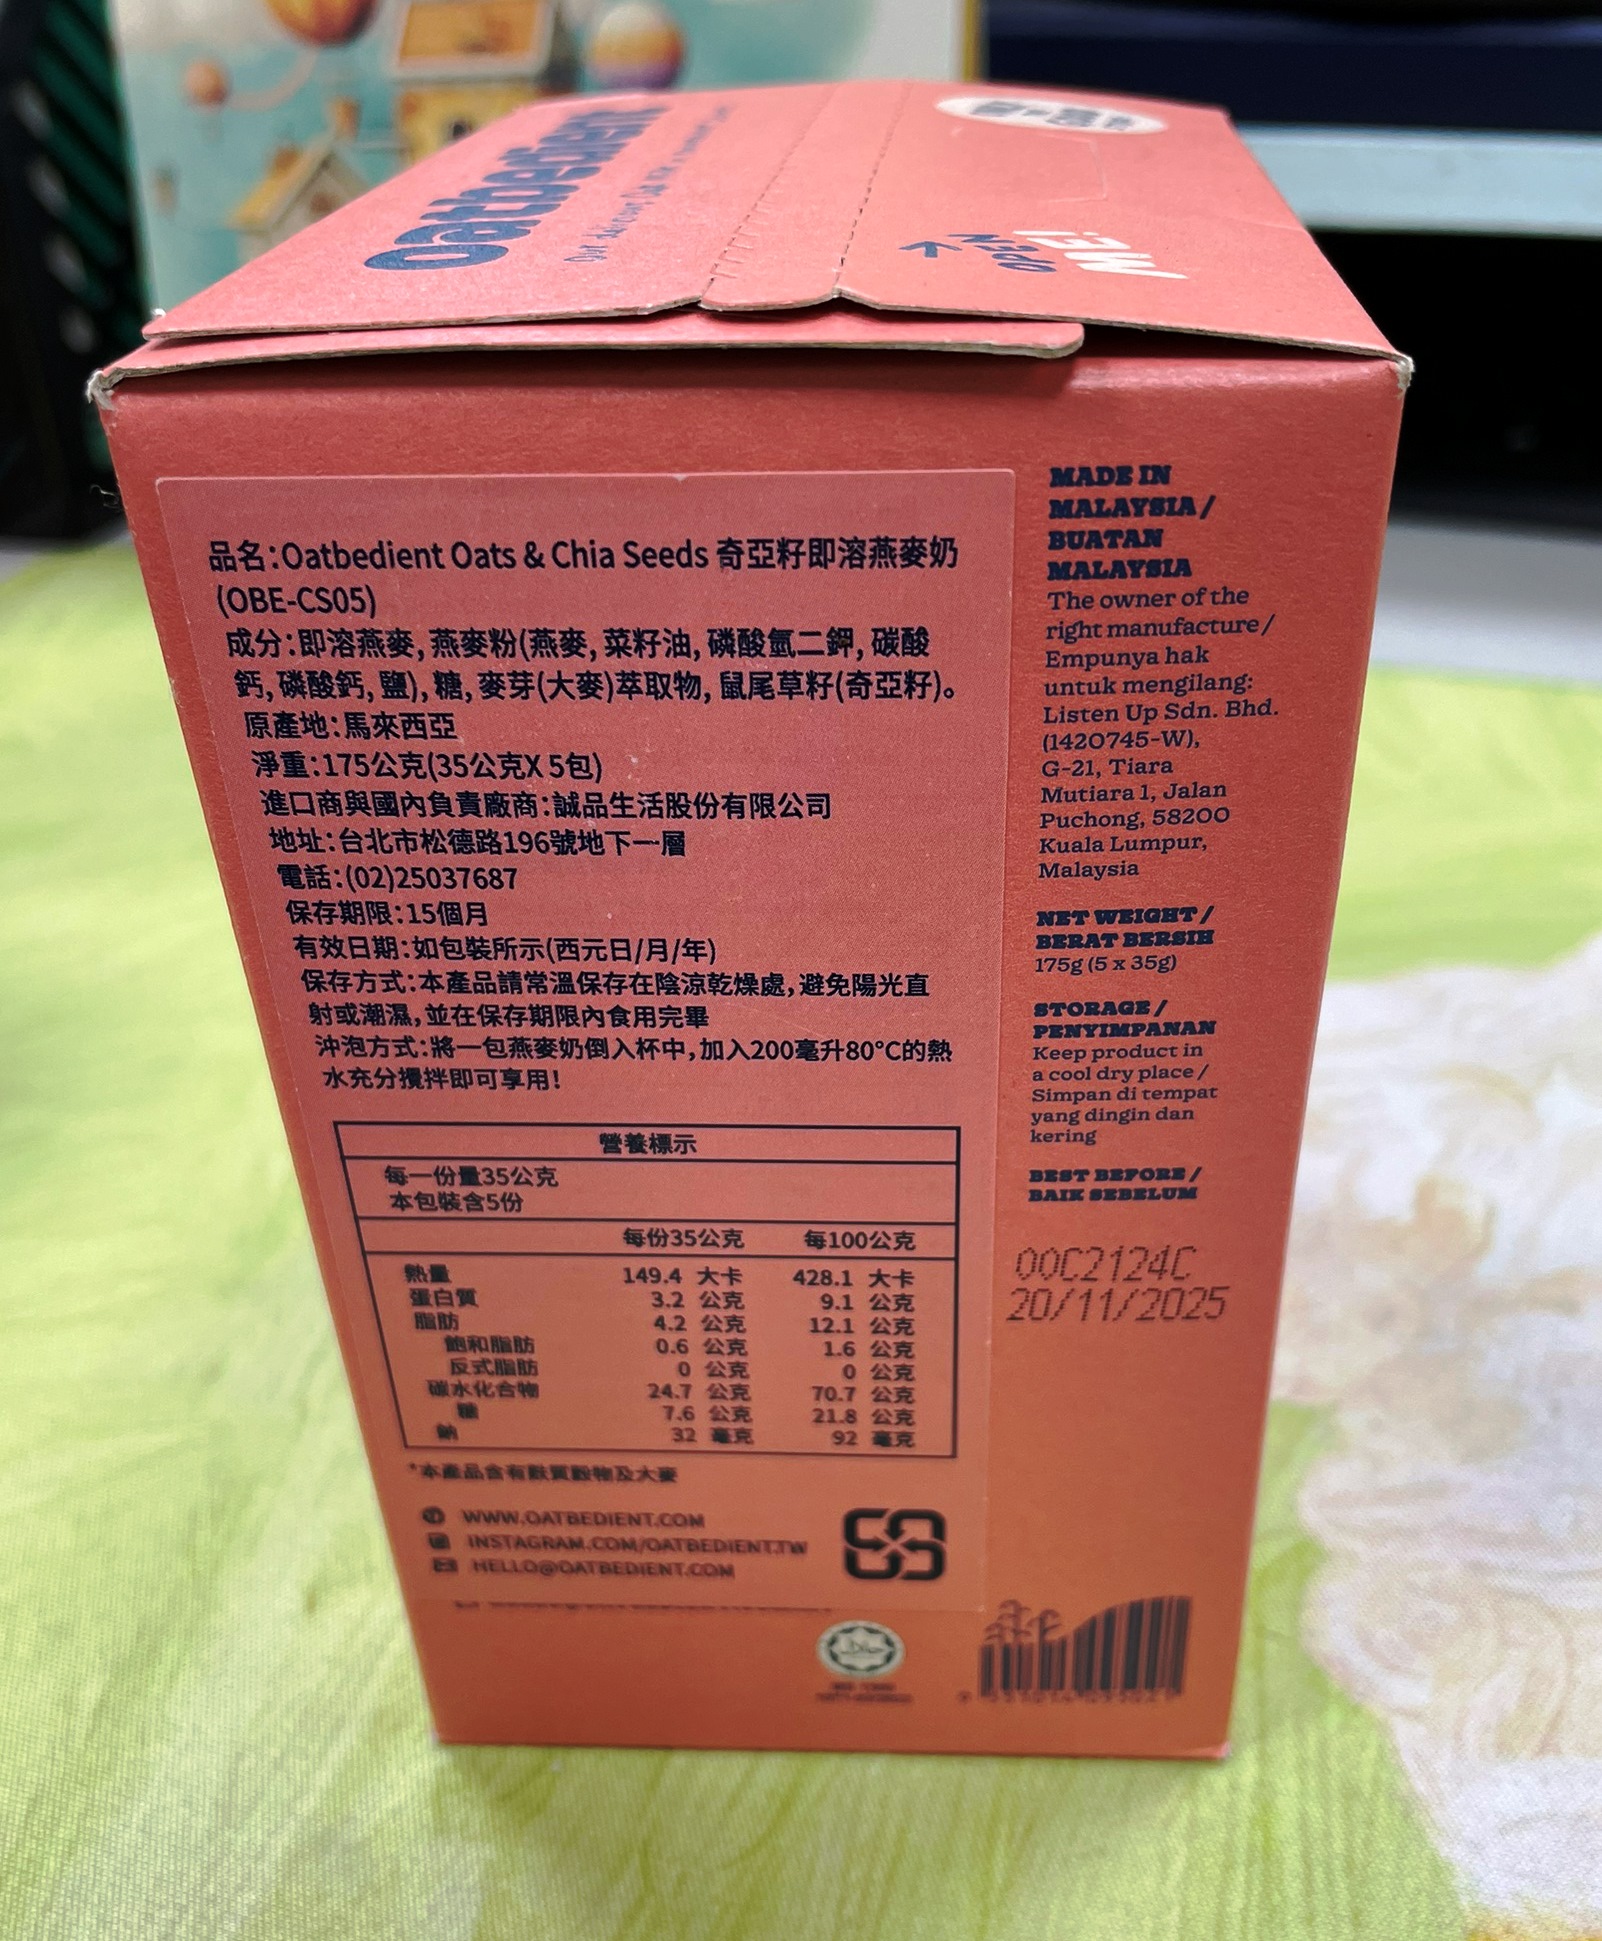 Oatbedient
OPEN
ME!
品名:Oatbedient Oats & Chia Seeds 奇亞籽即溶燕麥奶
(OBE-CS05)
成分:即溶燕麥, 燕麥粉(燕麥, 菜籽油, 磷酸氫二鉀, 碳酸
鈣, 磷酸鈣, 鹽), 糖, 麥芽(大麥)萃取物, 鼠尾草籽(奇亞籽)。
原產地:馬來西亞
淨重:175公克(35公克X 5包)
進口商與國內負責廠商:誠品生活股份有限公司
地址:台北市松德路196號地下一層
電話:(02)25037687
保存期限:15個月
有效日期:如包裝所示(西元日/月/年)
保存方式:本產品請常溫保存在陰涼乾燥處,避免陽光直
射或潮濕,並在保存期限內食用完畢
沖泡方式:將一包燕麥奶倒入杯中,加入200毫升80°C的熱
水充分攪拌即可享用!
營養標示
每一份量35公克
本包裝含5份
每份35公克 每100公克
熱量 149.4 大卡 428.1 大卡
蛋白質 3.2 公克 9.1 公克
脂肪 4.2 公克 12.1 公克
飽和脂肪 0.6 公克 1.6 公克
反式脂肪 0 公克 0 公克
碳水化合物 24.7 公克 70.7 公克
糖 7.6 公克 21.8 公克
鈉 32 毫克 92 毫克
*本產品含有麩質穀物及大麥
WWW.OATBEDIENT.COM
INSTAGRAM.COM/OATBEDIENT.TW
HELLO@OATBEDIENT.COM
MADE IN
MALAYSIA /
BUATAN
MALAYSIA
The owner of the
right manufacture /
Empunya hak
untuk mengilang:
Listen Up Sdn. Bhd.
(1420745-W),
G-21, Tiara
Mutiara 1, Jalan
Puchong, 58200
Kuala Lumpur,
Malaysia
NET WEIGHT /
BERAT BERSIH
175g (5 x 35g)
STORAGE /
PENYIMPANAN
Keep product in
a cool dry place /
Simpan di tempat
yang dingin dan
kering
BEST BEFORE /
BAIK SEBELUM
00C2124C
20/11/2025